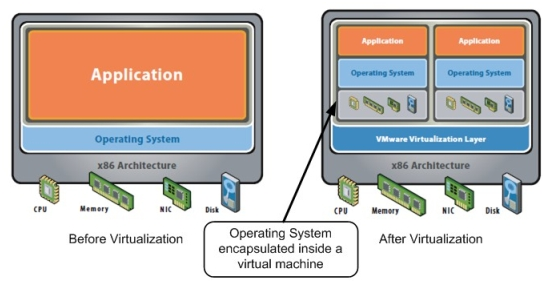 Application
Operating System
x86 Architecture
CPU
Memory
NIC
Disk
Before Virtualization
Application
Application
Operating System
Operating System
VMware Virtualization Layer
x86 Architecture
CPU
Memory
NIC
Disk
After Virtualization
Operating System
encapsulated inside a
virtual machine